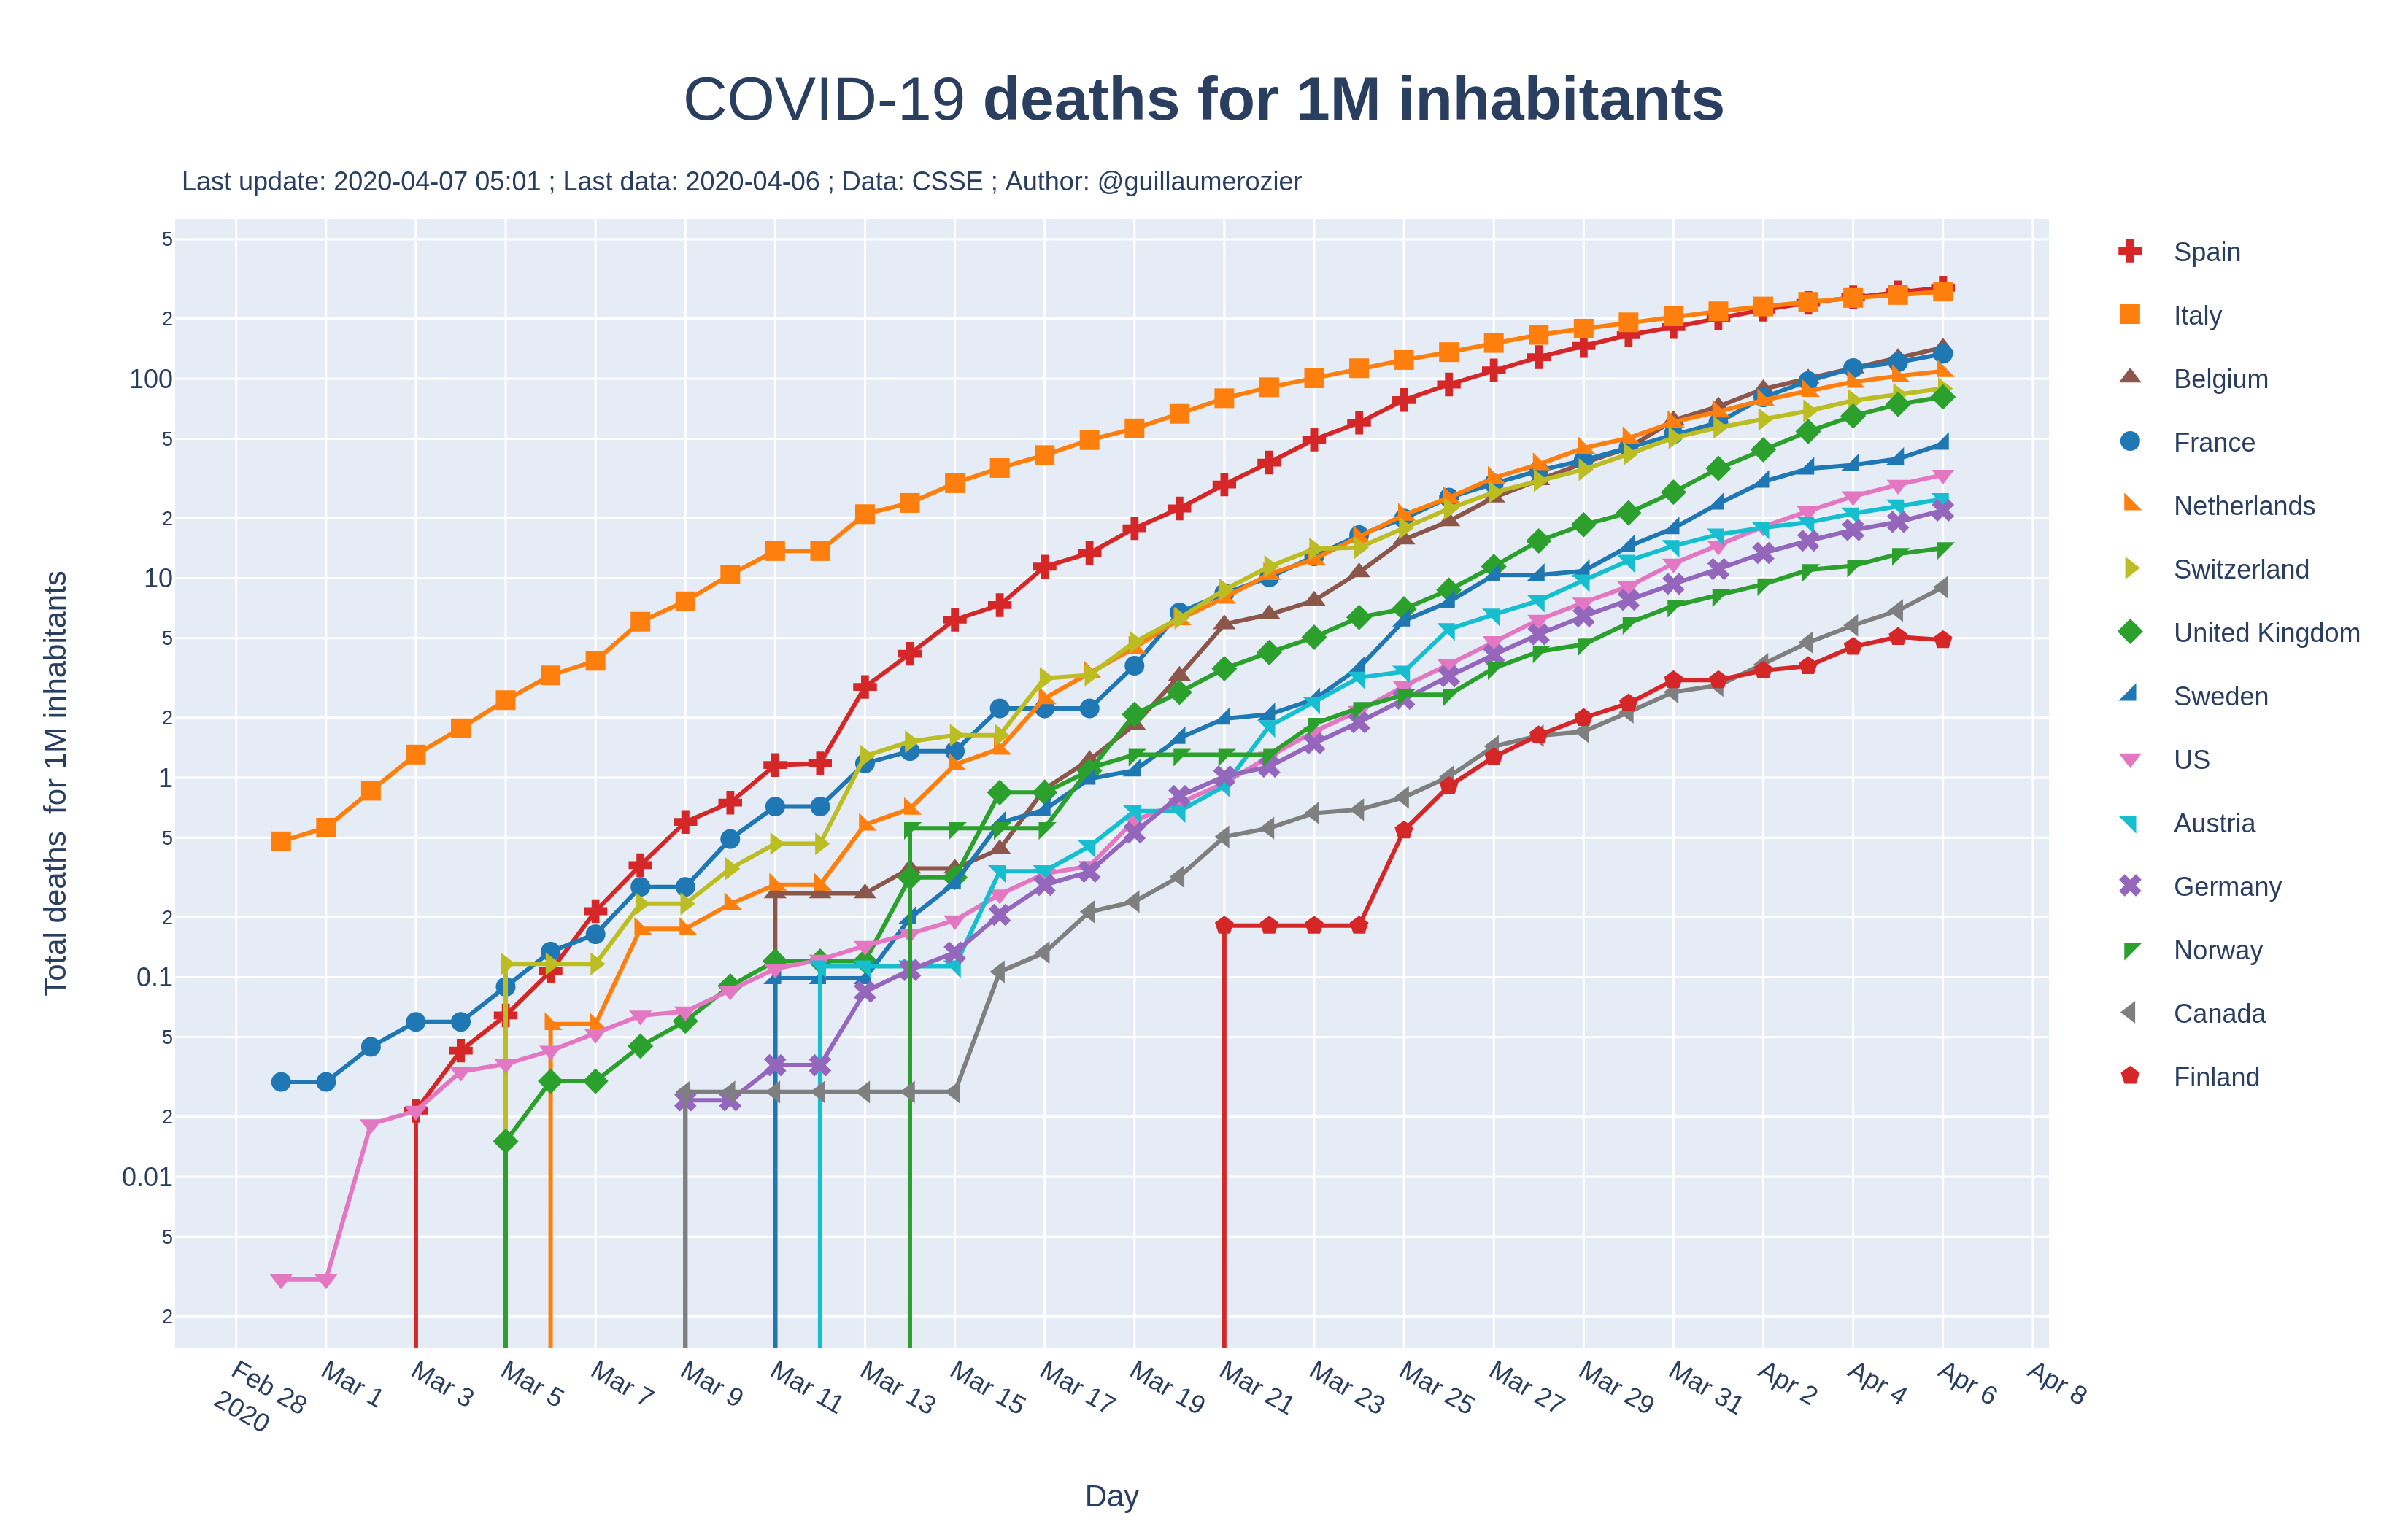 COVID-19 deaths for 1M inhabitants
Last update: 2020-04-07 05:01 ; Last data: 2020-04-06 ; Data: CSSE ; Author: @guillaumerozier
Total deaths for 1M inhabitants
5
2
100
5
2
10
5
2
1
5
2
0.1
5
2
0.01
5
2
Feb 28
2020
Mar 1
Mar 3
Mar 5
Mar 7
Mar 9
Mar 11
Mar 13
Mar 15
Mar 17
Mar 19
Mar 21
Mar 23
Mar 25
Mar 27
Mar 29
Mar 31
Apr 2
Apr 4
Apr 6
Apr 8
Day
Spain
Italy
Belgium
France
Netherlands
Switzerland
United Kingdom
Sweden
US
Austria
Germany
Norway
Canada
Finland